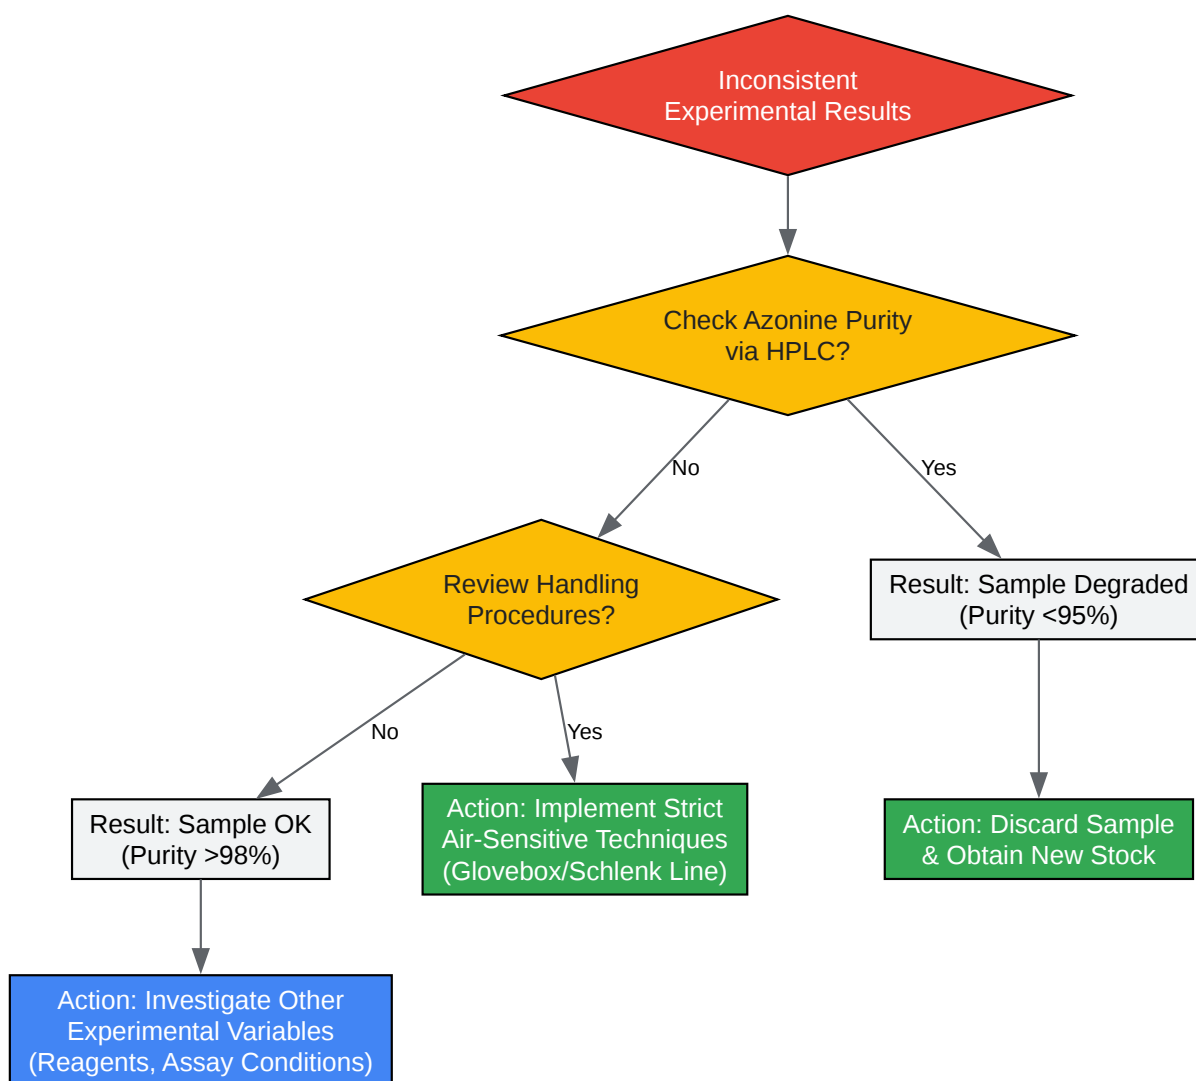 Inconsistent
Experimental Results
Check Azonine Purity
via HPLC?
No
Yes
Review Handling
Procedures?
Result: Sample Degraded
(Purity <95%)
No
Yes
Result: Sample OK
(Purity >98%)
Action: Implement Strict
Air-Sensitive Techniques
(Glovebox/Schlenk Line)
Action: Discard Sample
& Obtain New Stock
Action: Investigate Other
Experimental Variables
(Reagents, Assay Conditions)